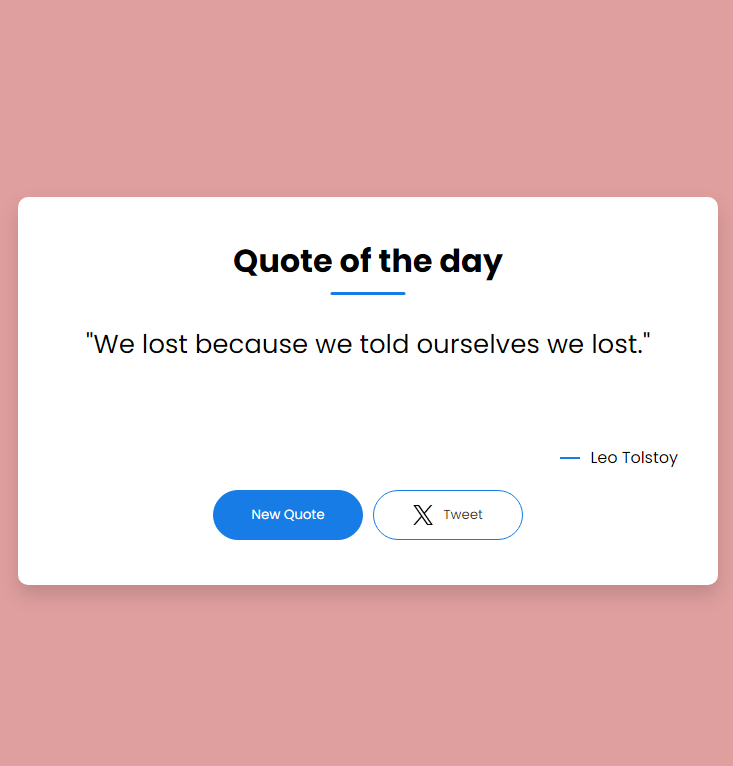 Quote of the day
"We lost because we told ourselves we lost."
Leo Tolstoy
New Quote
Tweet